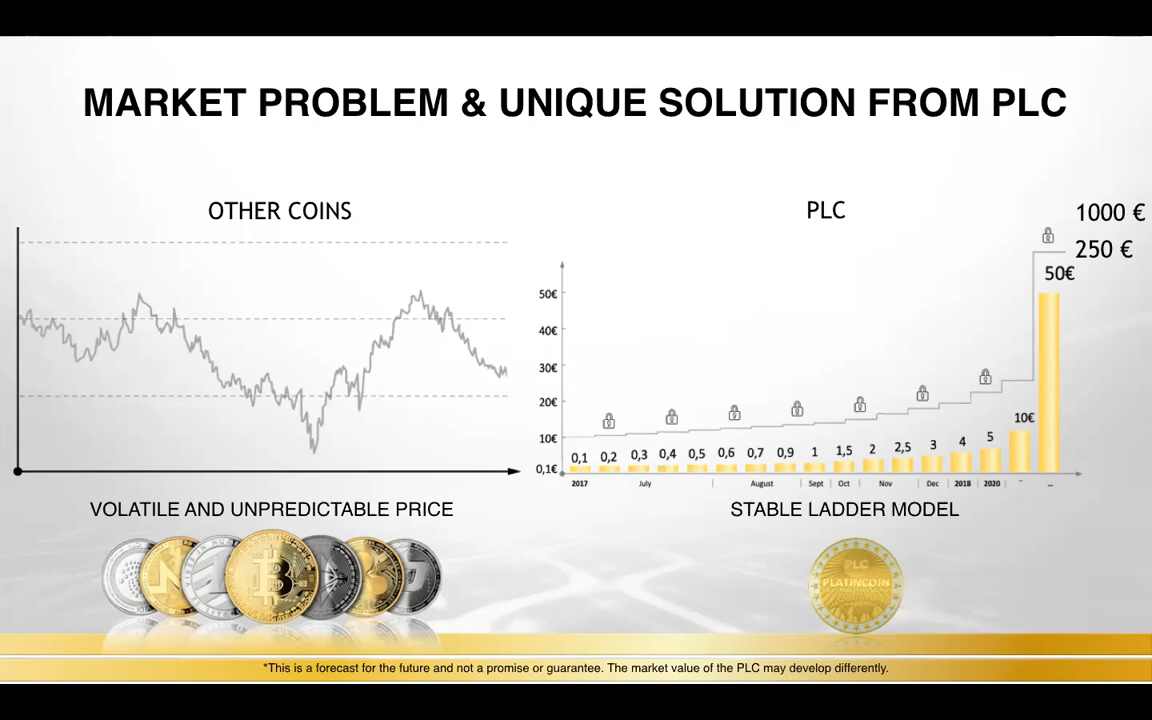 MARKET PROBLEM & UNIQUE SOLUTION FROM PLC
OTHER COINS
PLC
1000 €
250 €
50€
50€
40€
30€
20€
10€
0,1€
10€
0,1 0,2 0,3 0,4 0,5 0,6 0,7 0,9 1 1,5 2 2,5 3 4 5
2017 July August Sept Oct Nov Dec 2018 2020
VOLATILE AND UNPREDICTABLE PRICE
STABLE LADDER MODEL
PLC
PLATINCOIN
*This is a forecast for the future and not a promise or guarantee. The market value of the PLC may develop differently.